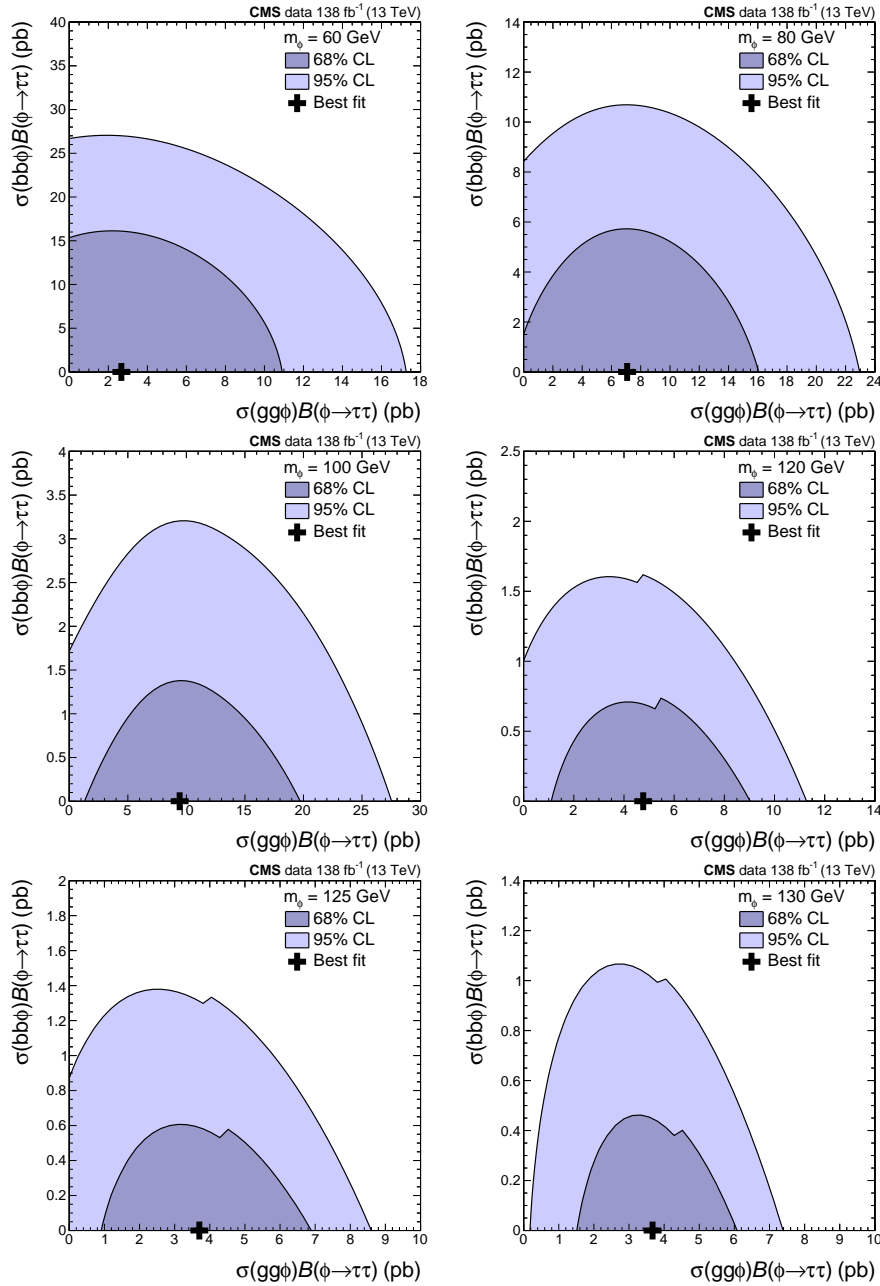 CMS data 138 fb⁻¹ (13 TeV)
σ(bbϕ)B(ϕ→ττ) (pb)
40
35
30
25
20
15
10
5
0
m_ϕ = 60 GeV
68% CL
95% CL
Best fit
0 2 4 6 8 10 12 14 16 18
σ(ggϕ)B(ϕ→ττ) (pb)
CMS data 138 fb⁻¹ (13 TeV)
σ(bbϕ)B(ϕ→ττ) (pb)
14
12
10
8
6
4
2
0
m_ϕ = 80 GeV
68% CL
95% CL
Best fit
0 2 4 6 8 10 12 14 16 18 20 22 24
σ(ggϕ)B(ϕ→ττ) (pb)
CMS data 138 fb⁻¹ (13 TeV)
σ(bbϕ)B(ϕ→ττ) (pb)
4
3.5
3
2.5
2
1.5
1
0.5
0
m_ϕ = 100 GeV
68% CL
95% CL
Best fit
0 5 10 15 20 25 30
σ(ggϕ)B(ϕ→ττ) (pb)
CMS data 138 fb⁻¹ (13 TeV)
σ(bbϕ)B(ϕ→ττ) (pb)
2.5
2
1.5
1
0.5
0
m_ϕ = 120 GeV
68% CL
95% CL
Best fit
0 2 4 6 8 10 12 14
σ(ggϕ)B(ϕ→ττ) (pb)
CMS data 138 fb⁻¹ (13 TeV)
σ(bbϕ)B(ϕ→ττ) (pb)
2
1.8
1.6
1.4
1.2
1
0.8
0.6
0.4
0.2
0
m_ϕ = 125 GeV
68% CL
95% CL
Best fit
0 1 2 3 4 5 6 7 8 9 10
σ(ggϕ)B(ϕ→ττ) (pb)
CMS data 138 fb⁻¹ (13 TeV)
σ(bbϕ)B(ϕ→ττ) (pb)
1.4
1.2
1
0.8
0.6
0.4
0.2
0
m_ϕ = 130 GeV
68% CL
95% CL
Best fit
0 1 2 3 4 5 6 7 8 9 10
σ(ggϕ)B(ϕ→ττ) (pb)